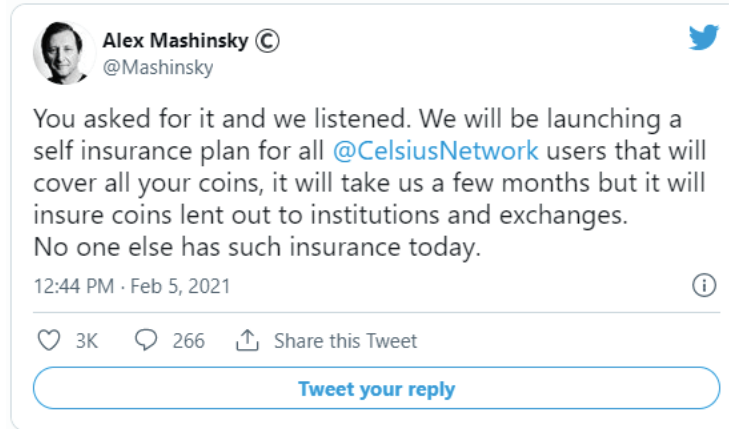 Alex Mashinsky Ⓒ
@Mashinsky
You asked for it and we listened. We will be launching a
self insurance plan for all @CelsiusNetwork users that will
cover all your coins, it will take us a few months but it will
insure coins lent out to institutions and exchanges.
No one else has such insurance today.
12:44 PM · Feb 5, 2021
3K 266 Share this Tweet
Tweet your reply